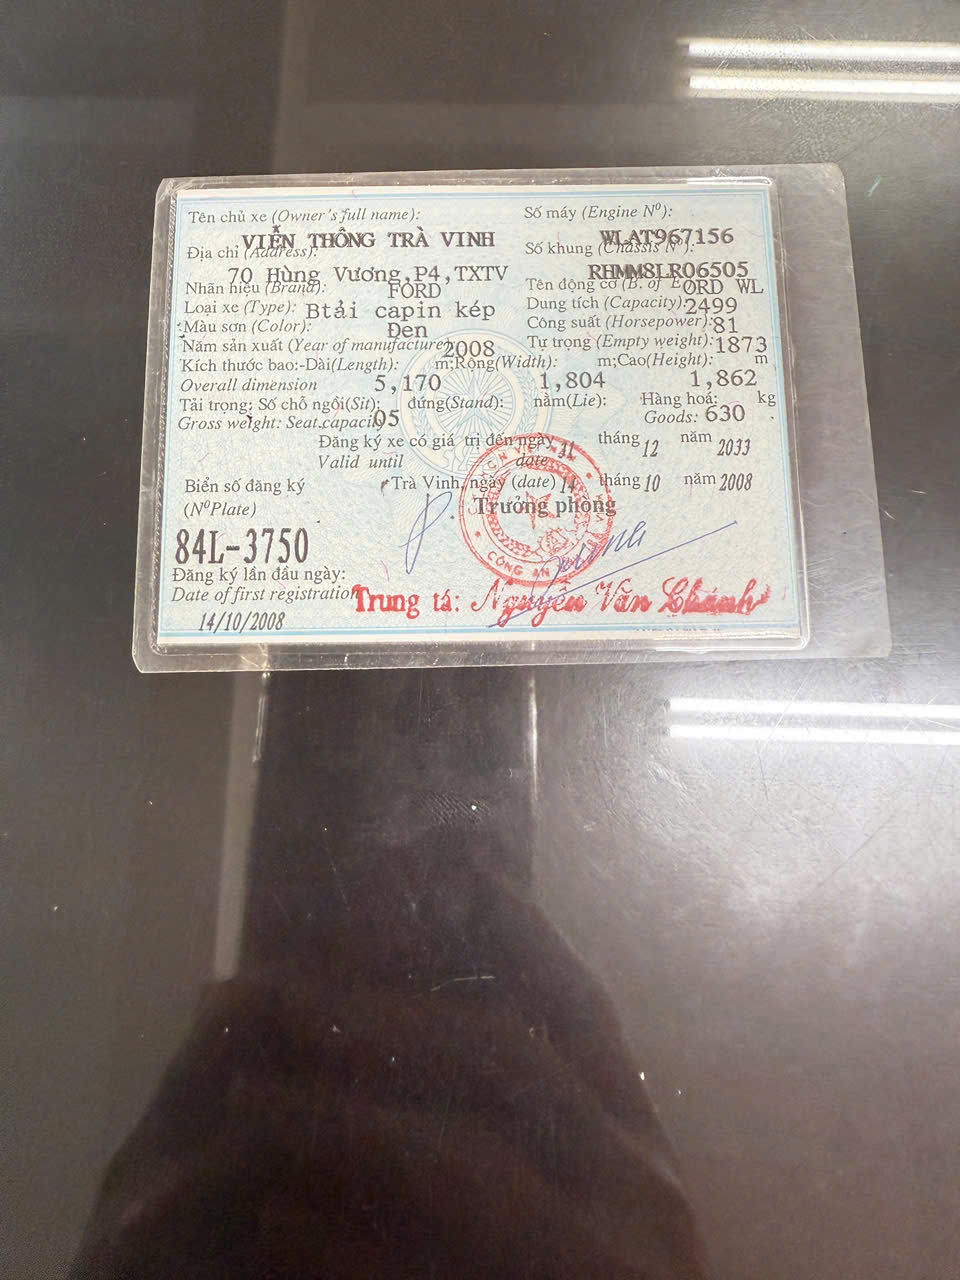 Tên chủ xe (Owner's full name):
VIỄN THÔNG TRÀ VINH
Địa chỉ (Address):
70 Hùng Vương,P4,TXTV
Nhãn hiệu (Brand): FORD
Loại xe (Type): Btải capin kép
Màu sơn (Color): Đen
Năm sản xuất (Year of manufacture) 2008
Số máy (Engine Nº):
WLAT967156
Số khung (Chassis Nº):
RHMM8LR06505
Tên động cơ (B. of E ORD WL
Dung tích (Capacity): 2499
Công suất (Horsepower): 81
Tự trọng (Empty weight): 1873
Kích thước bao:-Dài(Length): m;Rộng(Width): m;Cao(Height): m
Overall dimension 5,170 1,804 1,862
Tải trọng: Số chỗ ngồi(Sit): đứng(Stand): nằm(Lie): Hàng hoá: kg
Gross weight: Seat capacity 05 Goods: 630
Đăng ký xe có giá trị đến ngày 31 tháng 12 năm 2033
Valid until date
Biển số đăng ký
(NºPlate)
84L-3750
Trà Vinh, ngày (date) 14 tháng 10 năm 2008
Trưởng phòng
CÔNG AN
Đăng ký lần đầu ngày:
Date of first registration
14/10/2008
Trung tá: Nguyễn Văn Chánh